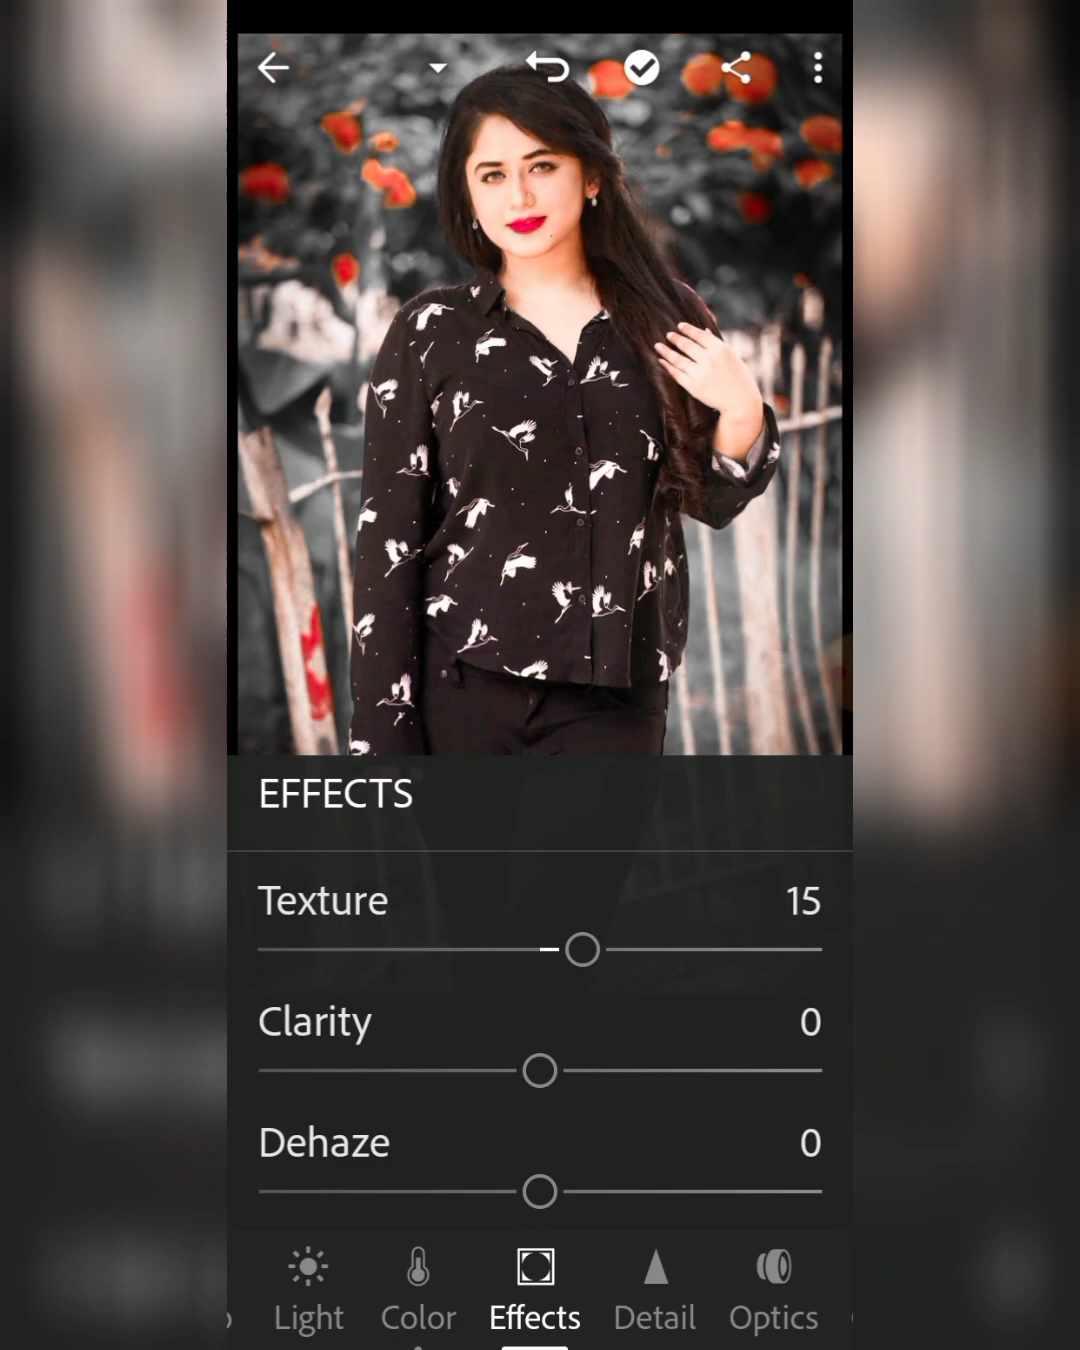 EFFECTS
Texture 15
Clarity 0
Dehaze 0
Light Color Effects Detail Optics